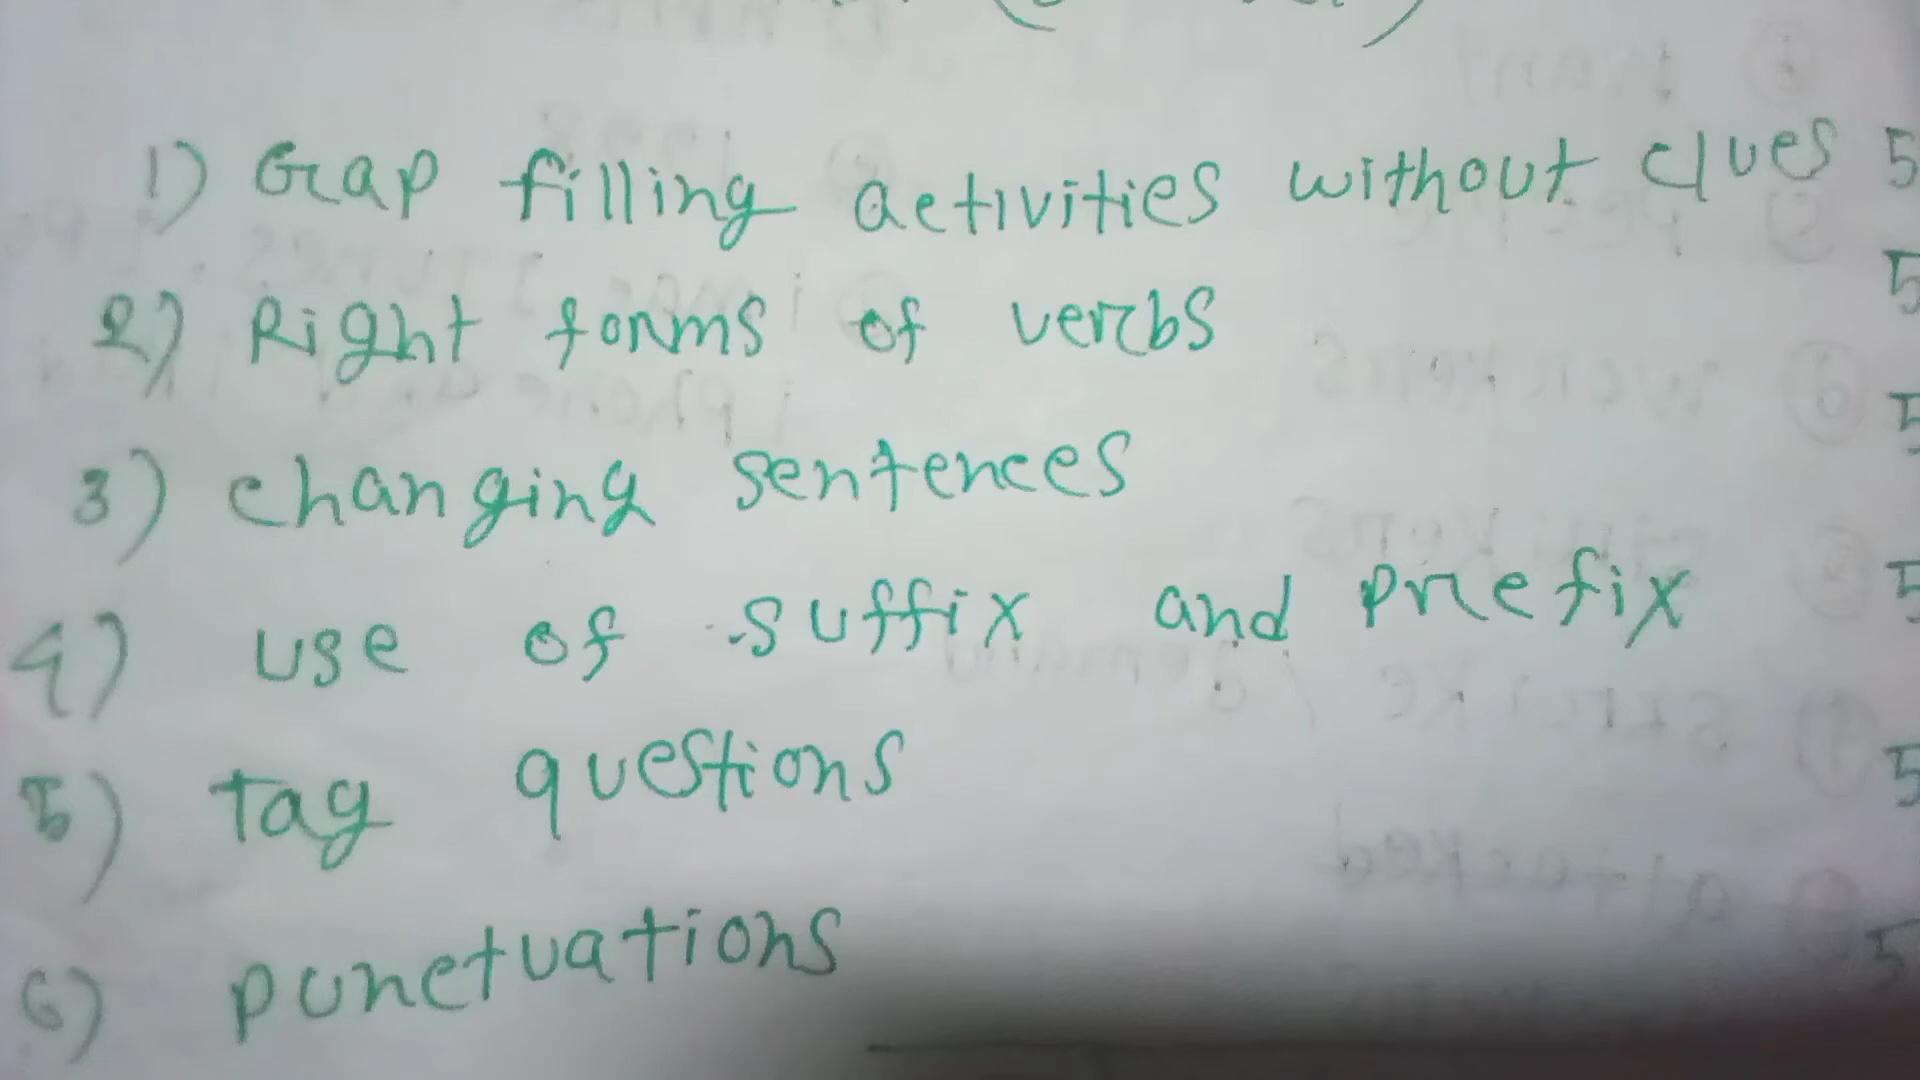 1) Gap filling activities without clues 5
2) Right forms of verbs 5
3) changing sentences 5
4) use of suffix and prefix 5
5) Tag questions 5
6) punctuations 5